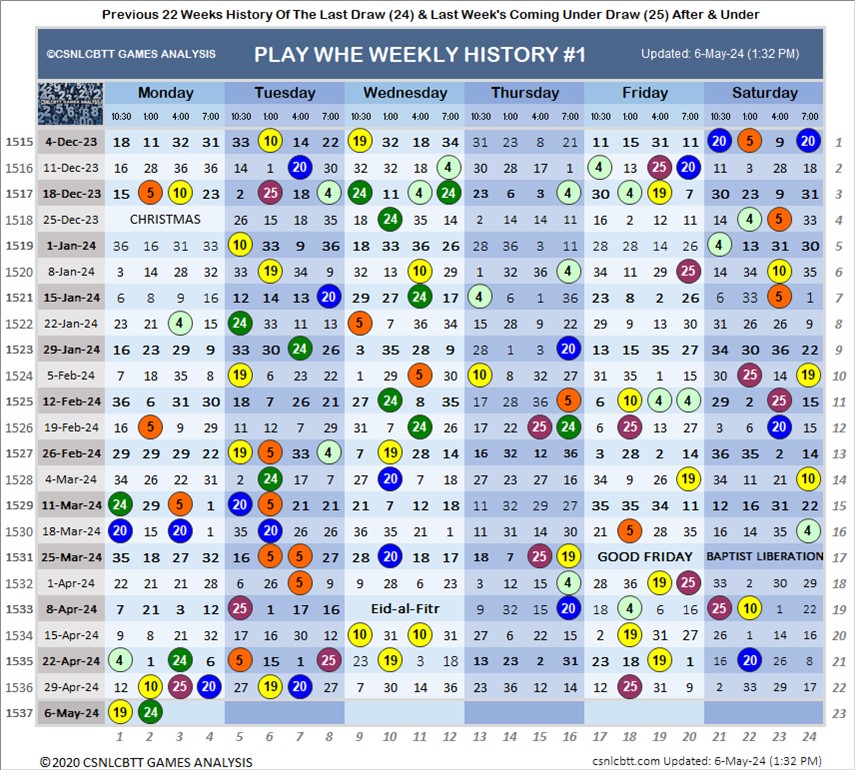 Previous 22 Weeks History Of The Last Draw (24) & Last Week's Coming Under Draw (25) After & Under
©CSNLCBTT GAMES ANALYSIS PLAY WHE WEEKLY HISTORY #1 Updated: 6-May-24 (1:32 PM)
CSNLCBTT GAMES ANALYSIS Monday Tuesday Wednesday Thursday Friday Saturday
10:30 1:00 4:00 7:00 10:30 1:00 4:00 7:00 10:30 1:00 4:00 7:00 10:30 1:00 4:00 7:00 10:30 1:00 4:00 7:00 10:30 1:00 4:00 7:00
1515 4-Dec-23 18 11 32 31 33 10 14 22 19 32 18 34 31 23 8 21 11 15 31 11 20 5 9 20 1
1516 11-Dec-23 16 28 36 36 14 1 20 30 26 32 18 4 30 28 17 1 4 13 25 20 11 3 28 18 2
1517 18-Dec-23 15 5 10 23 2 25 18 8 24 11 4 24 23 6 3 4 30 4 19 7 30 23 9 31 3
1518 25-Dec-23 CHRISTMAS 26 15 18 35 18 24 35 14 2 14 14 11 16 2 12 11 14 4 5 33 4
1519 1-Jan-24 36 16 31 33 10 33 9 36 18 33 36 26 28 36 3 11 28 28 14 26 4 13 31 30 5
1520 8-Jan-24 3 14 28 32 33 19 34 9 32 13 10 29 1 32 36 4 34 11 29 25 14 34 10 35 6
1521 15-Jan-24 6 8 9 16 12 14 13 20 29 27 24 17 4 6 1 36 23 8 2 26 6 33 5 1 7
1522 22-Jan-24 23 21 4 15 24 33 11 13 5 7 36 34 15 28 9 22 29 9 13 30 31 26 26 9 8
1523 29-Jan-24 16 23 29 9 33 30 24 26 3 35 28 9 28 1 3 20 13 15 35 27 34 30 36 22 9
1524 5-Feb-24 7 18 35 8 19 6 23 22 1 29 5 30 10 8 32 27 31 35 1 15 30 25 14 19 10
1525 12-Feb-24 36 6 31 30 18 7 26 21 27 24 8 35 17 28 36 5 6 10 4 4 29 2 25 15 11
1526 19-Feb-24 16 5 9 29 11 12 7 29 31 7 24 26 17 22 25 24 6 25 13 27 3 6 20 15 12
1527 26-Feb-24 29 29 29 22 19 5 33 4 7 19 28 14 16 32 12 36 3 28 2 14 36 35 2 14 13
1528 4-Mar-24 34 26 22 31 2 24 7 17 27 20 7 18 5 23 27 16 34 9 26 19 34 11 21 10 14
1529 11-Mar-24 24 29 5 1 20 5 21 21 21 7 12 18 11 32 29 27 35 35 34 11 12 16 31 22 15
1530 18-Mar-24 20 15 20 1 35 20 26 26 36 35 21 1 11 31 14 30 21 5 28 35 16 14 35 4 16
1531 25-Mar-24 35 18 27 32 16 5 5 27 28 20 18 17 18 7 25 19 GOOD FRIDAY BAPTIST LIBERATION 17
1532 1-Apr-24 22 21 21 28 6 26 5 9 9 28 6 23 3 12 15 4 28 36 19 25 33 2 30 29 18
1533 8-Apr-24 7 21 3 12 25 1 17 16 Eid-al-Fitr 9 32 15 20 18 4 6 16 25 10 1 22 19
1534 15-Apr-24 9 8 21 32 17 16 30 12 10 31 10 31 27 6 22 15 2 19 31 27 26 1 14 16 20
1535 22-Apr-24 4 1 24 6 5 15 1 25 10 19 3 18 13 23 2 31 23 18 19 1 16 20 26 8 21
1536 29-Apr-24 12 10 25 20 27 19 20 27 7 30 14 36 23 36 12 14 12 25 31 9 2 33 29 17 22
1537 6-May-24 19 24 23
1 2 3 4 5 6 7 8 9 10 11 12 13 14 15 16 17 18 19 20 21 22 23 24
©2020 CSNLCBTT GAMES ANALYSIS csnlcbtt.com Updated: 6-May-24 (1:32 PM)